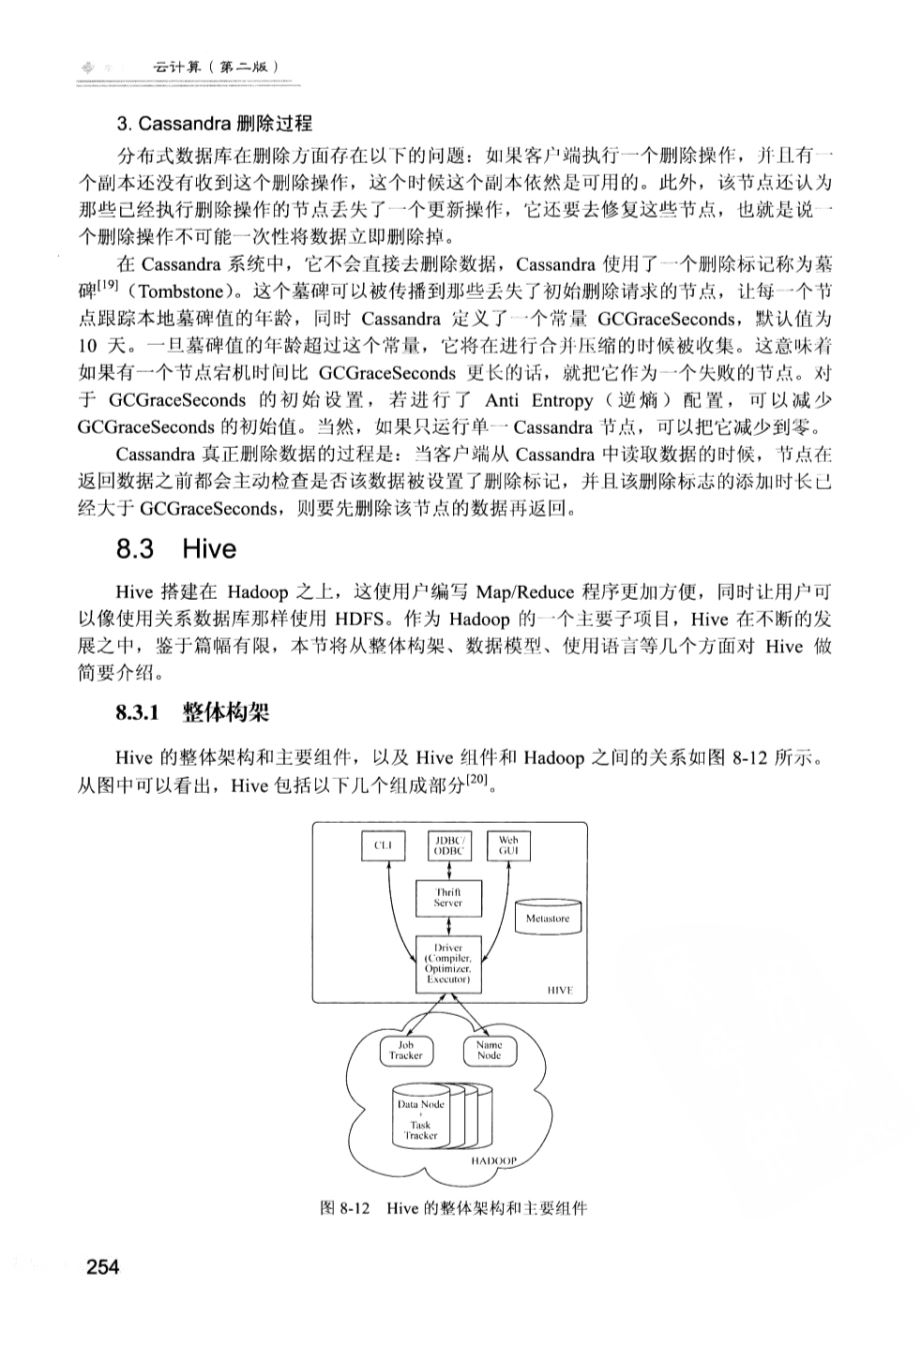 云计算（第二版）
3. Cassandra 删除过程
分布式数据库在删除方面存在以下的问题：如果客户端执行一个删除操作，并且有一
个副本还没有收到这个删除操作，这个时候这个副本依然是可用的。此外，该节点还认为
那些已经执行删除操作的节点丢失了一个更新操作，它还要去修复这些节点，也就是说一
个删除操作不可能一次性将数据立即删除掉。
在 Cassandra 系统中，它不会直接去删除数据，Cassandra 使用了一个删除标记称为墓
碑[19]（Tombstone）。这个墓碑可以被传播到那些丢失了初始删除请求的节点，让每一个节
点跟踪本地墓碑值的年龄，同时 Cassandra 定义了一个常量 GCGraceSeconds，默认值为
10 天。一旦墓碑值的年龄超过这个常量，它将在进行合并压缩的时候被收集。这意味着
如果有一个节点宕机时间比 GCGraceSeconds 更长的话，就把它作为一个失败的节点。对
于 GCGraceSeconds 的初始设置，若进行了 Anti Entropy（逆熵）配置，可以减少
GCGraceSeconds 的初始值。当然，如果只运行单一 Cassandra 节点，可以把它减少到零。
Cassandra 真正删除数据的过程是：当客户端从 Cassandra 中读取数据的时候，节点在
返回数据之前都会主动检查是否该数据被设置了删除标记，并且该删除标志的添加时长已
经大于 GCGraceSeconds，则要先删除该节点的数据再返回。
8.3 Hive
Hive 搭建在 Hadoop 之上，这使用户编写 Map/Reduce 程序更加方便，同时让用户可
以像使用关系数据库那样使用 HDFS。作为 Hadoop 的一个主要子项目，Hive 在不断的发
展之中，鉴于篇幅有限，本节将从整体构架、数据模型、使用语言等几个方面对 Hive 做
简要介绍。
8.3.1 整体构架
Hive 的整体架构和主要组件，以及 Hive 组件和 Hadoop 之间的关系如图 8-12 所示。
从图中可以看出，Hive 包括以下几个组成部分[20]。
CLI
JDBC/
ODBC
Web
GUI
Thrift
Server
Metastore
Driver
(Compiler,
Optimizer,
Executor)
HIVE
Job
Tracker
Name
Node
Data Node
+
Task
Tracker
HADOOP
图 8-12 Hive 的整体架构和主要组件
254